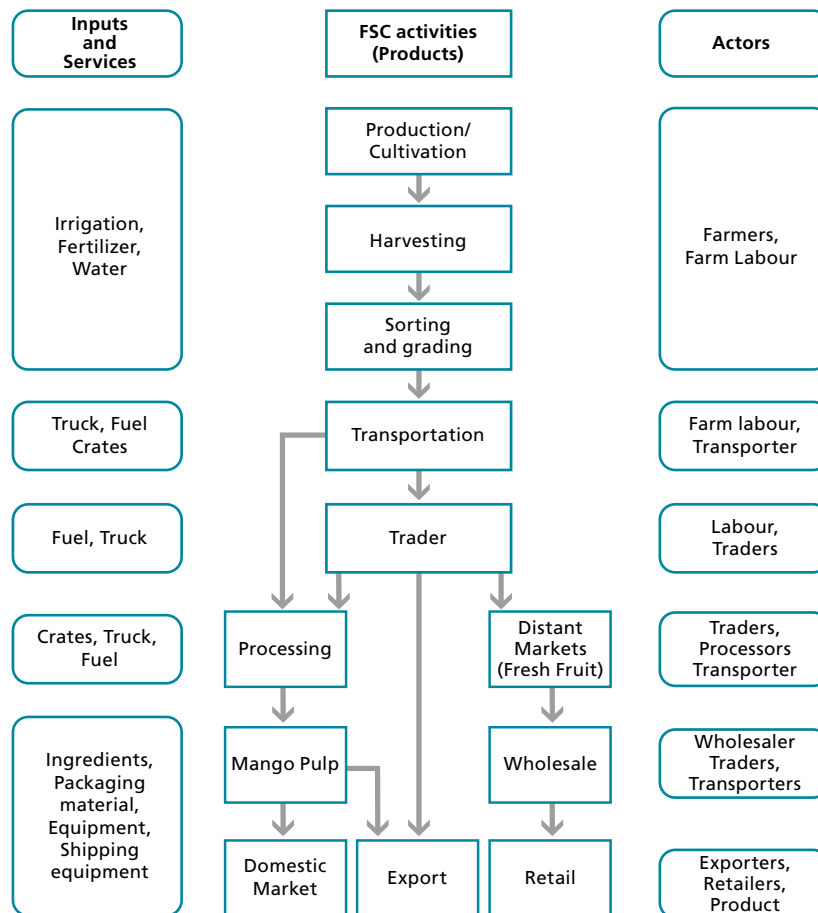 Inputs
and
Services
FSC activities
(Products)
Actors
Production/
Cultivation
Irrigation,
Fertilizer,
Water
Harvesting
Farmers,
Farm Labour
Sorting
and grading
Truck, Fuel
Crates
Transportation
Farm labour,
Transporter
Fuel, Truck
Trader
Labour,
Traders
Crates, Truck,
Fuel
Processing
Distant
Markets
(Fresh Fruit)
Traders,
Processors
Transporter
Ingredients,
Packaging
material,
Equipment,
Shipping
equipment
Mango Pulp
Wholesale
Wholesaler
Traders,
Transporters
Domestic
Market
Export
Retail
Exporters,
Retailers,
Product